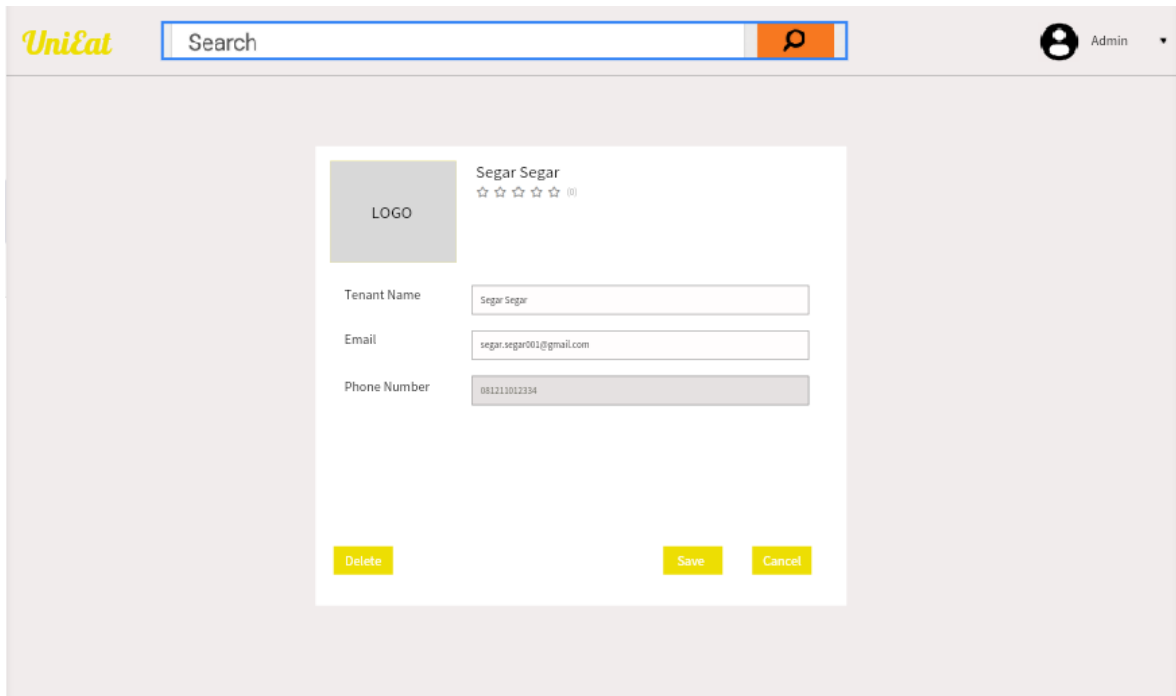 UniEat
Search
Admin
LOGO
Segar Segar
(0)
Tenant Name
Segar Segar
Email
segar.segar001@gmail.com
Phone Number
081211012334
Delete
Save
Cancel